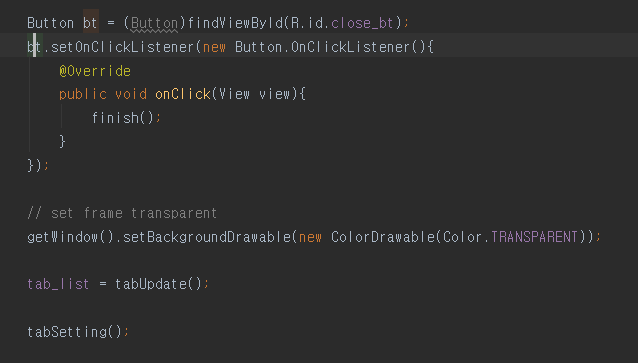 Button bt = (Button)findViewById(R.id.close_bt);
bt.setOnClickListener(new Button.OnClickListener(){
@Override
public void onClick(View view){
finish();
}
});
// set frame transparent
getWindow().setBackgroundDrawable(new ColorDrawable(Color.TRANSPARENT));
tab_list = tabUpdate();
tabSetting();